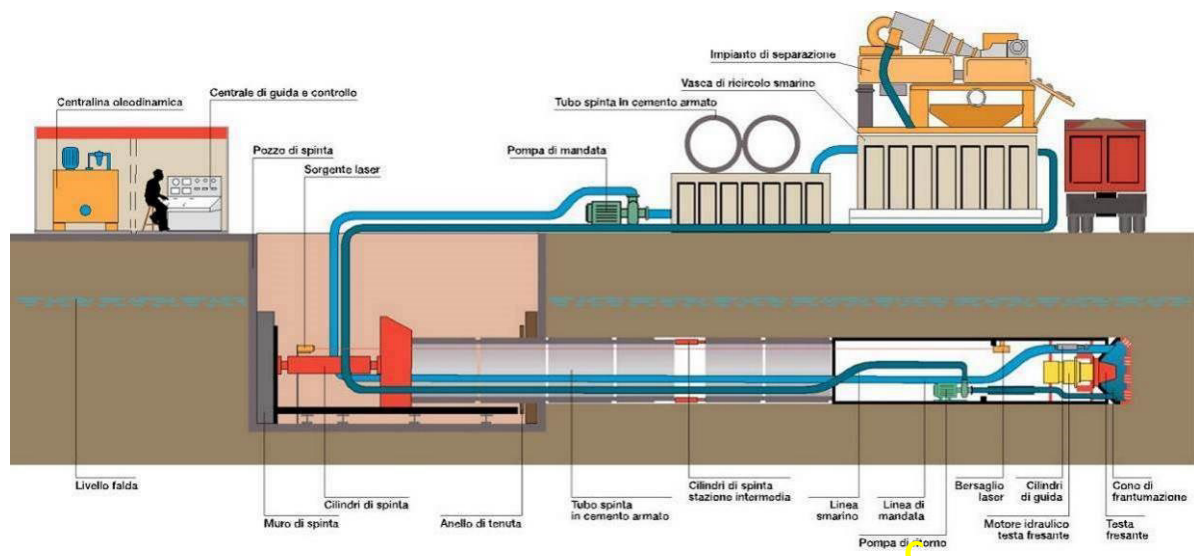 Impianto di separazione
Vasca di ricircolo smarino
Tubo spinta in cemento armato
Centralina oleodinamica
Centrale di guida e controllo
Pozzo di spinta
Sorgente laser
Pompa di mandata
Livello falda
Muro di spinta
Cilindri di spinta
Anello di tenuta
Tubo spinta
in cemento armato
Cilindri di spinta
stazione intermedia
Linea
smarino
Pompa di ritorno
Linea di
mandata
Bersaglio
laser
Cilindri
di guida
Motore idraulico
testa fresante
Cono di
frantumazione
Testa
fresante